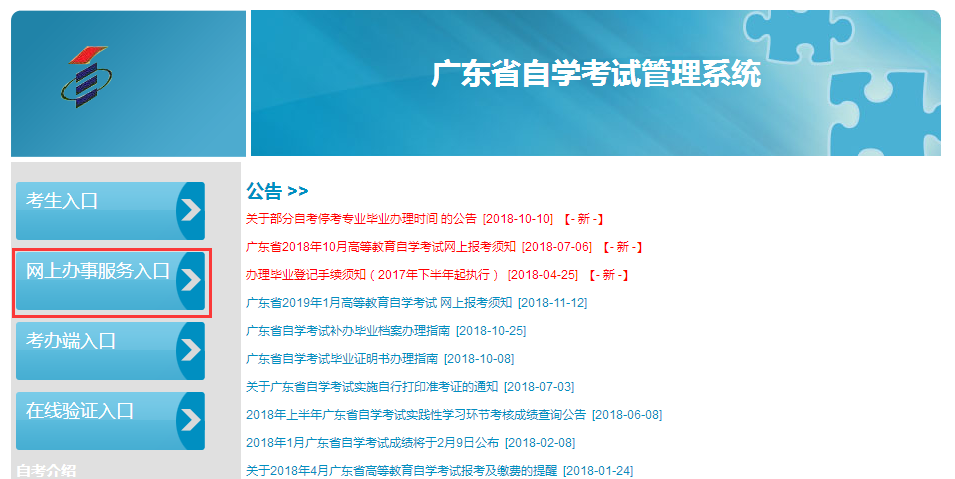 广东省自学考试管理系统
考生入口
网上办事服务入口
考办端入口
在线验证入口
自考介绍
公告 >>
关于部分自考停考专业毕业办理时间 的公告 [2018-10-10] 【- 新 -】
广东省2018年10月高等教育自学考试网上报考须知 [2018-07-06] 【- 新 -】
办理毕业登记手续须知（2017年下半年起执行） [2018-04-25] 【- 新 -】
广东省2019年1月高等教育自学考试 网上报考须知 [2018-11-12]
广东省自学考试补办毕业档案办理指南 [2018-10-25]
广东省自学考试毕业证明书办理指南 [2018-10-08]
关于广东省自学考试实施自行打印准考证的通知 [2018-07-03]
2018年上半年广东省自学考试实践性学习环节考核成绩查询公告 [2018-06-08]
2018年1月广东省自学考试成绩将于2月9日公布 [2018-02-08]
关于2018年4月广东省高等教育自学考试报考及缴费的提醒 [2018-01-24]